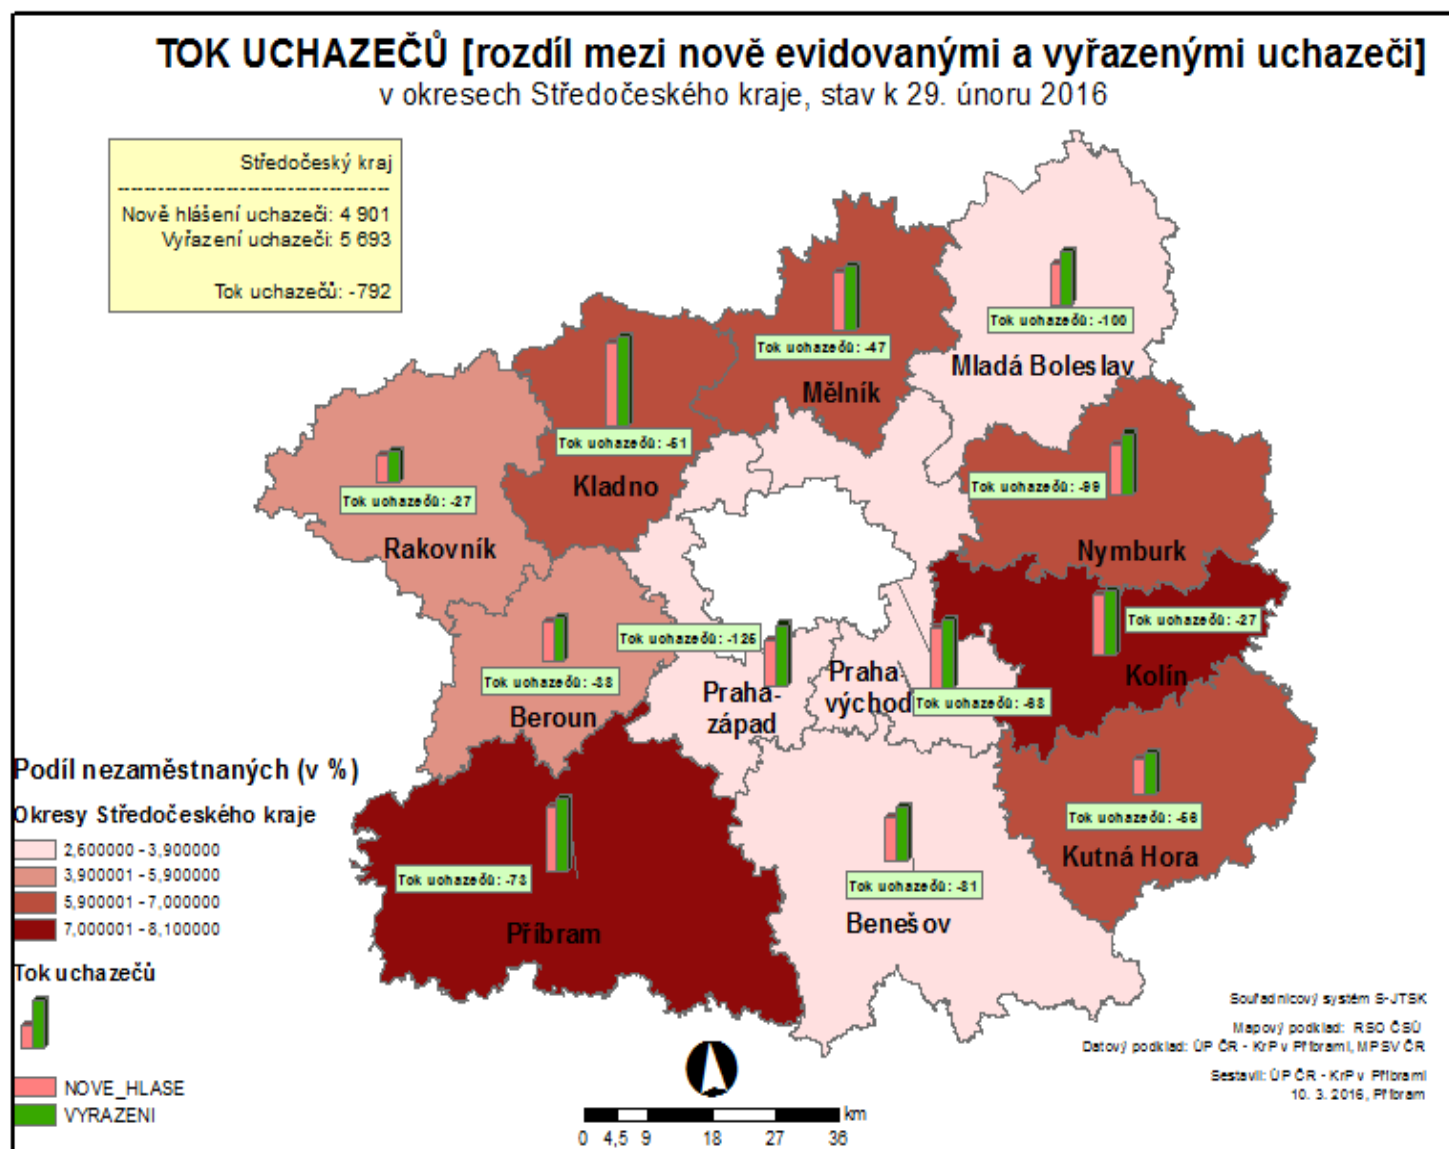 TOK UCHAZEČŮ [rozdíl mezi nově evidovanými a vyřazenými uchazeči]
v okresech Středočeského kraje, stav k 29. únoru 2016
Středočeský kraj
Nově hlášení uchazeči: 4 901
Vyřazení uchazeči: 5 693
Tok uchazečů: -792
Tok uchazečů: -100
Mladá Boleslav
Tok uchazečů: -47
Mělník
Tok uchazečů: -51
Kladno
Tok uchazečů: -27
Rakovník
Tok uchazečů: -99
Nymburk
Tok uchazečů: -27
Kolín
Tok uchazečů: -125
Praha-
západ
Praha
východ
Tok uchazečů: -68
Tok uchazečů: -38
Beroun
Tok uchazečů: -56
Kutná Hora
Tok uchazečů: -73
Příbram
Tok uchazečů: -81
Benešov
Podíl nezaměstnaných (v %)
Okresy Středočeského kraje
2,600000 - 3,900000
3,900001 - 5,900000
5,900001 - 7,000000
7,000001 - 8,100000
Tok uchazečů
NOVE_HLASE
VYRAZENI
0 4,5 9 18 27 36 km
Souřadnicový systém S-JTSK
Mapový podklad: RSO ČSÚ
Datový podklad: ÚP ČR - KrP v Příbrami, MPSV ČR
Sestavil: ÚP ČR - KrP v Příbrami
10. 3. 2016, Příbram